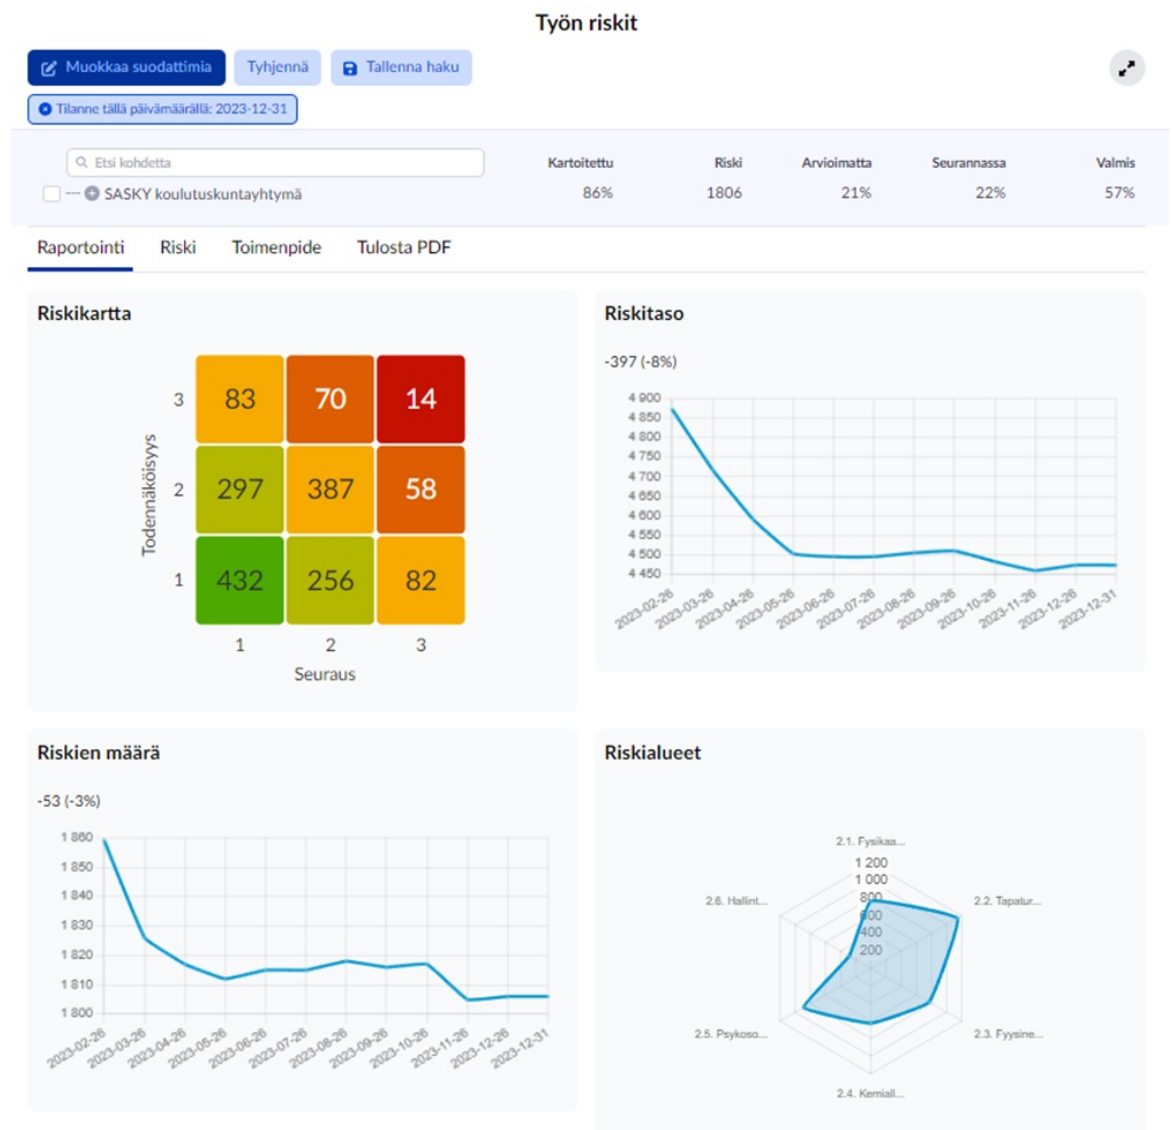 Työn riskit
Muokkaa suodattimia Tyhjennä Tallenna haku
Tilanne tällä päivämäärällä: 2023-12-31
Etsi kohdetta Kartoitettu Riski Arvioimatta Seurannassa Valmis
SASKY koulutuskuntayhtymä 86% 1806 21% 22% 57%
Raportointi Riski Toimenpide Tulosta PDF
Riskikartta
Todennäköisyys
3 83 70 14
2 297 387 58
1 432 256 82
1 2 3
Seuraus
Riskitaso
-397 (-8%)
4 900
4 850
4 800
4 750
4 700
4 650
4 600
4 550
4 500
4 450
2023-02-26 2023-03-26 2023-04-26 2023-05-26 2023-06-26 2023-07-26 2023-08-26 2023-09-26 2023-10-26 2023-11-26 2023-12-26 2023-12-31
Riskien määrä
-53 (-3%)
1 860
1 850
1 840
1 830
1 820
1 810
1 800
2023-02-26 2023-03-26 2023-04-26 2023-05-26 2023-06-26 2023-07-26 2023-08-26 2023-09-26 2023-10-26 2023-11-26 2023-12-26 2023-12-31
Riskialueet
2.1. Fysikaa...
1 200
1 000
800
600
400
200
2.6. Hallint... 2.2. Tapatur...
2.5. Psykoso... 2.3. Fyysine...
2.4. Kemiall...